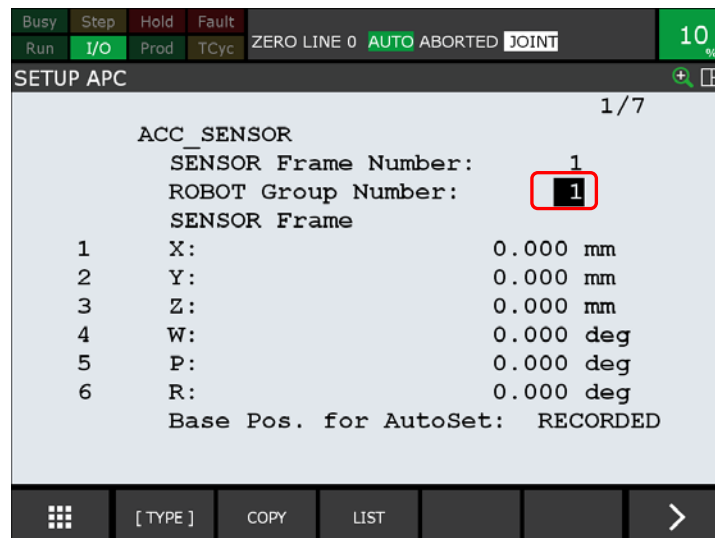 Busy Step Hold Fault
Run I/O Prod TCyc ZERO LINE 0 AUTO ABORTED JOINT 10 %
SETUP APC
1/7
ACC_SENSOR
SENSOR Frame Number: 1
ROBOT Group Number: 1
SENSOR Frame
1 X: 0.000 mm
2 Y: 0.000 mm
3 Z: 0.000 mm
4 W: 0.000 deg
5 P: 0.000 deg
6 R: 0.000 deg
Base Pos. for AutoSet: RECORDED
[ TYPE ] COPY LIST >